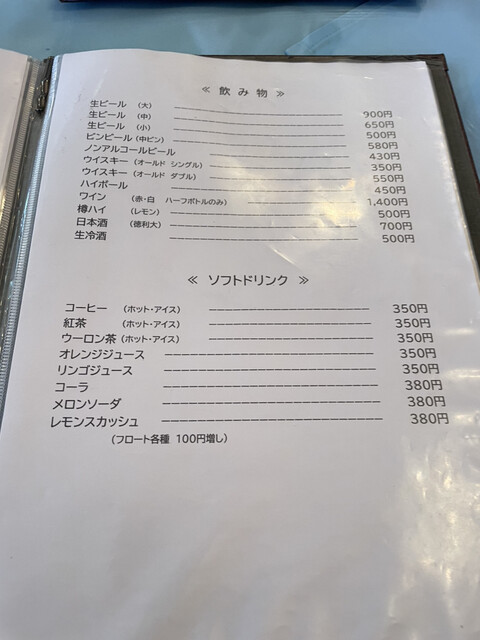 ≪ 飲み物 ≫
生ビール （大） 900円
生ビール （中） 650円
生ビール （小） 500円
ビンビール（中ビン） 580円
ノンアルコールビール 430円
ウイスキー （オールド シングル） 350円
ウイスキー （オールド ダブル） 550円
ハイボール 450円
ワイン （赤・白 ハーフボトルのみ） 1,400円
樽ハイ （レモン） 500円
日本酒 （徳利大） 700円
生冷酒 500円
≪ ソフトドリンク ≫
コーヒー （ホット・アイス） 350円
紅茶 （ホット・アイス） 350円
ウーロン茶（ホット・アイス） 350円
オレンジジュース 350円
リンゴジュース 350円
コーラ 380円
メロンソーダ 380円
レモンスカッシュ 380円
（フロート各種 100円増し）